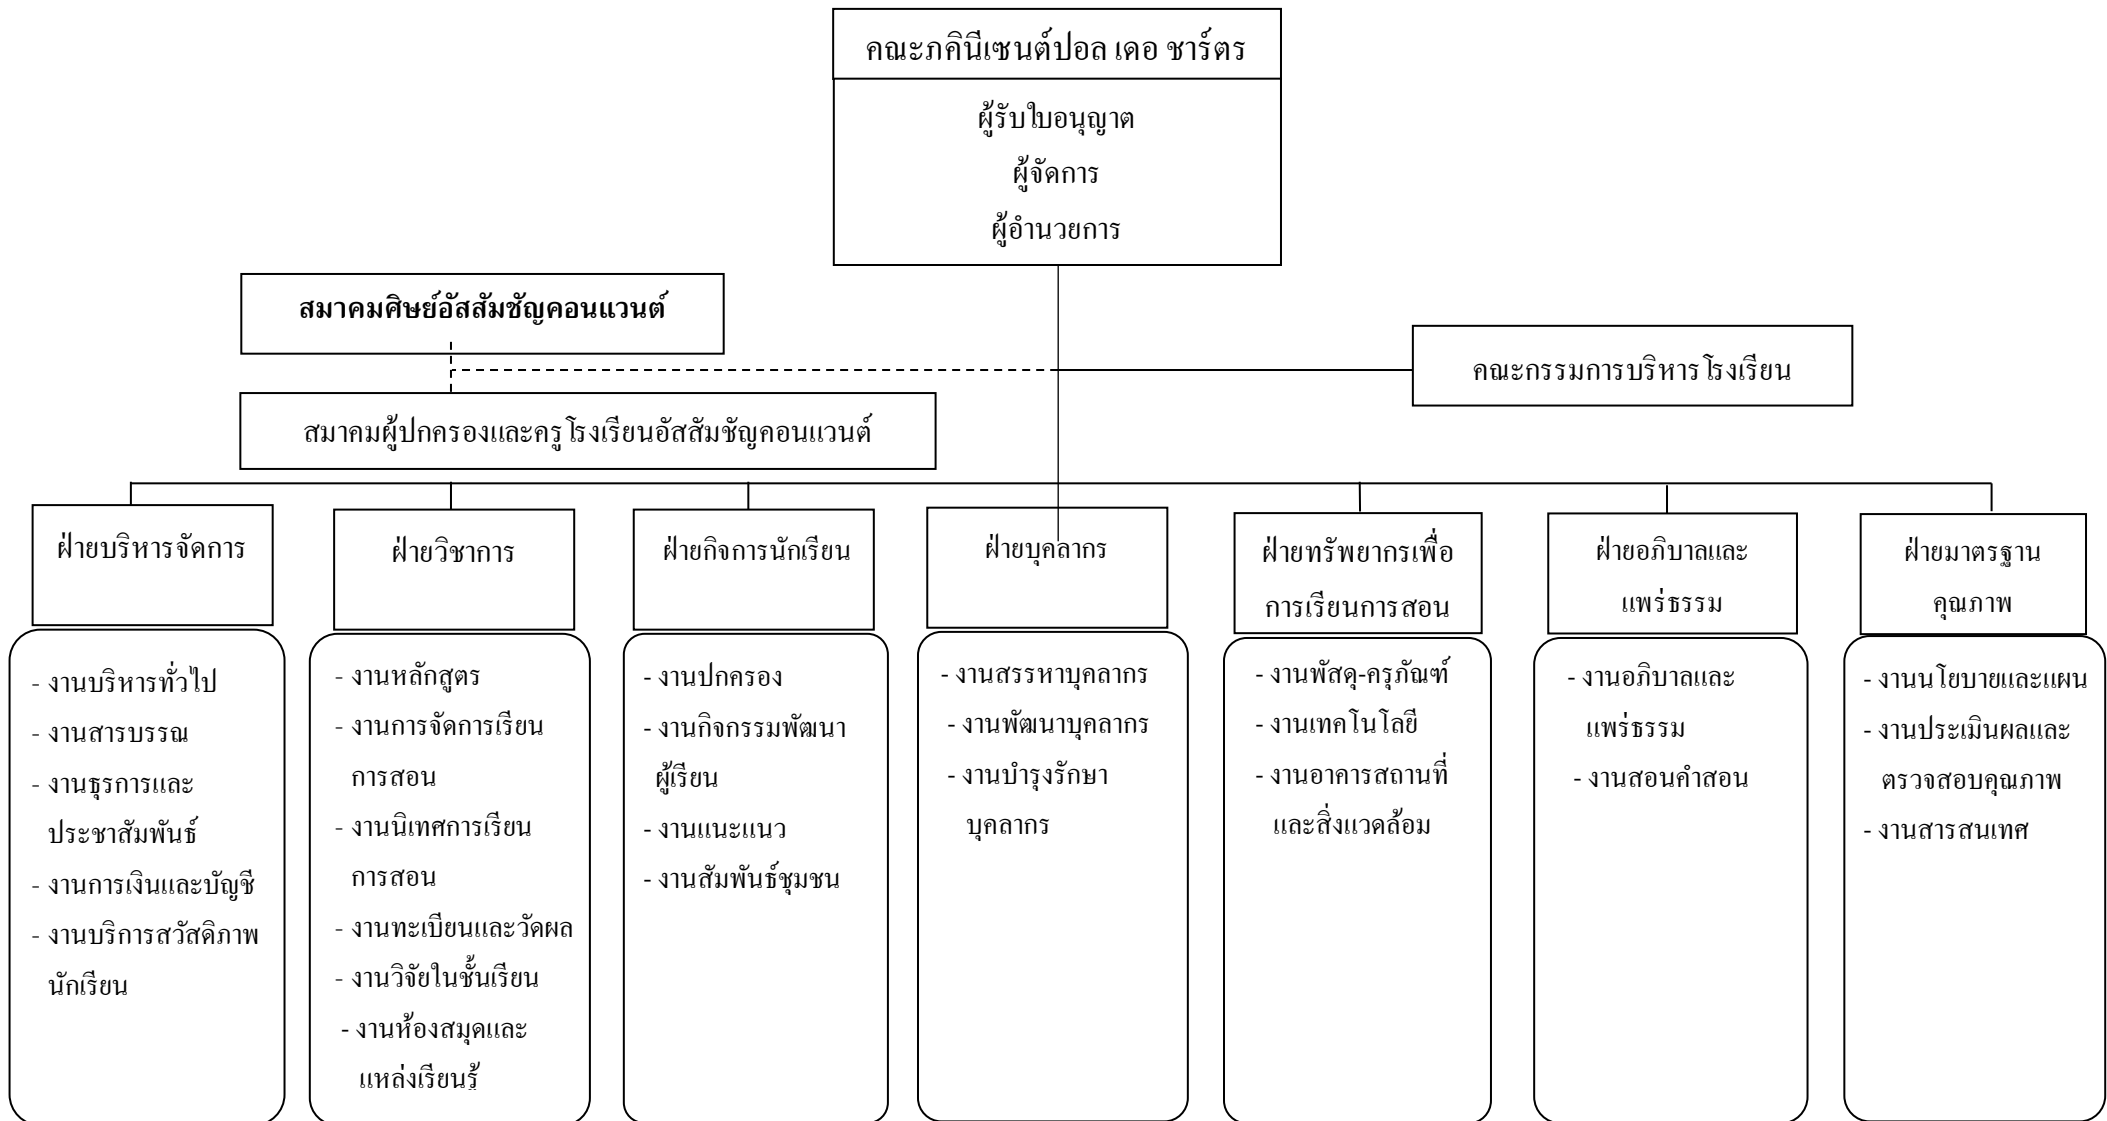 คณะภคินีเซนต์ปอล เดอ ชาร์ตร
ผู้รับใบอนุญาต
ผู้จัดการ
ผู้อำนวยการ
สมาคมศิษย์อัสสัมชัญคอนแวนต์
คณะกรรมการบริหารโรงเรียน
สมาคมผู้ปกครองและครูโรงเรียนอัสสัมชัญคอนแวนต์
ฝ่ายบริหารจัดการ
- งานบริหารทั่วไป
- งานสารบรรณ
- งานธุรการและ
ประชาสัมพันธ์
- งานการเงินและบัญชี
- งานบริการสวัสดิภาพ
นักเรียน
ฝ่ายวิชาการ
- งานหลักสูตร
- งานการจัดการเรียน
การสอน
- งานนิเทศการเรียน
การสอน
- งานทะเบียนและวัดผล
- งานวิจัยในชั้นเรียน
- งานห้องสมุดและ
แหล่งเรียนรู้
ฝ่ายกิจการนักเรียน
- งานปกครอง
- งานกิจกรรมพัฒนา
ผู้เรียน
- งานแนะแนว
- งานสัมพันธ์ชุมชน
ฝ่ายบุคลากร
- งานสรรหาบุคลากร
- งานพัฒนาบุคลากร
- งานบำรุงรักษา
บุคลากร
ฝ่ายทรัพยากรเพื่อ
การเรียนการสอน
- งานพัสดุ-ครุภัณฑ์
- งานเทคโนโลยี
- งานอาคารสถานที่
และสิ่งแวดล้อม
ฝ่ายอภิบาลและ
แพร่ธรรม
- งานอภิบาลและ
แพร่ธรรม
- งานสอนคำสอน
ฝ่ายมาตรฐาน
คุณภาพ
- งานนโยบายและแผน
- งานประเมินผลและ
ตรวจสอบคุณภาพ
- งานสารสนเทศ